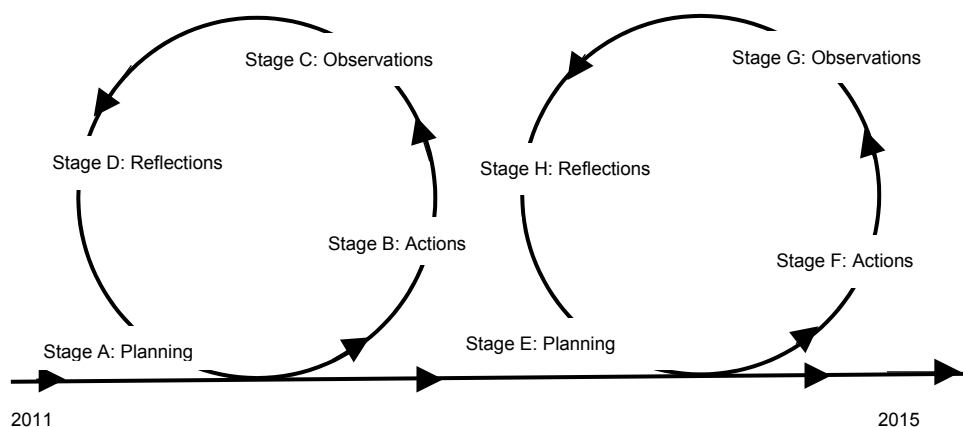 Stage C: Observations
Stage G: Observations
Stage D: Reflections
Stage H: Reflections
Stage B: Actions
Stage F: Actions
Stage A: Planning
Stage E: Planning
2011
2015